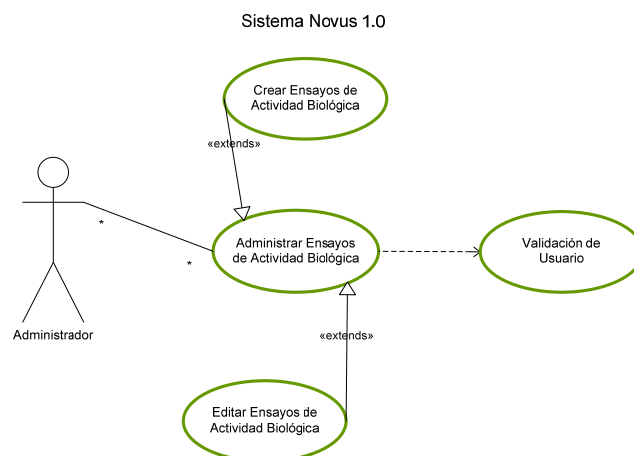 Sistema Novus 1.0
Crear Ensayos de
Actividad Biológica
«extends»
*
*
Administrar Ensayos
de Actividad Biológica
Validación de
Usuario
Administrador
«extends»
Editar Ensayos de
Actividad Biológica